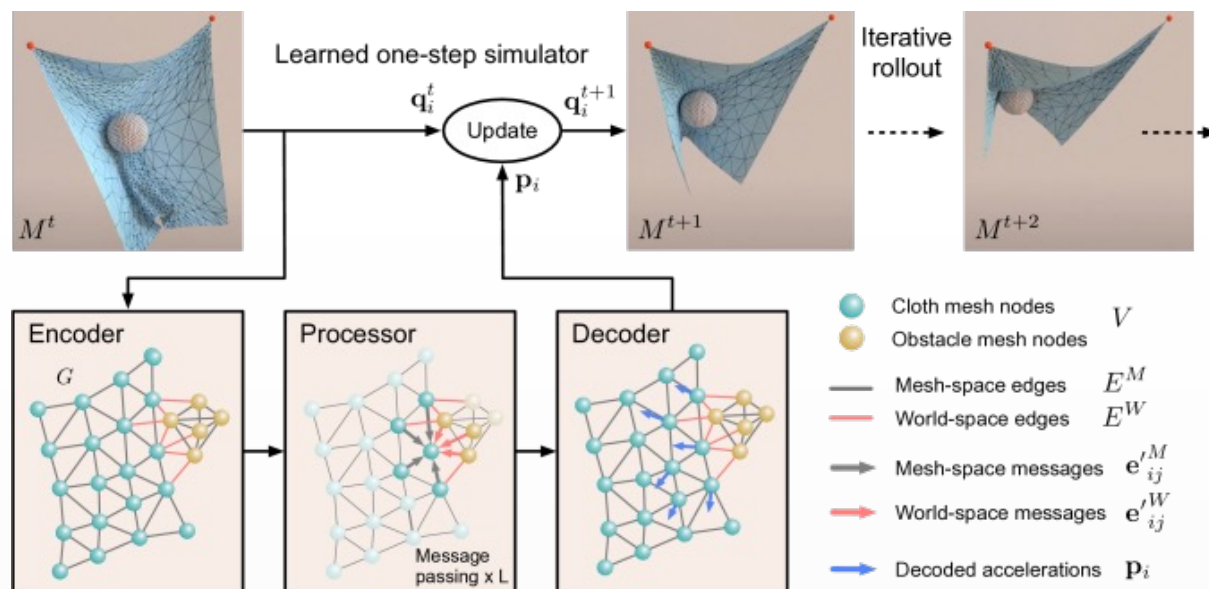 Learned one-step simulator
Iterative
rollout
q_i^t
q_i^{t+1}
Update
p_i
M^t
M^{t+1}
M^{t+2}
Encoder
G
Processor
Message
passing x L
Decoder
Cloth mesh nodes
Obstacle mesh nodes
V
Mesh-space edges E^M
World-space edges E^W
Mesh-space messages e'_{ij}^M
World-space messages e'_{ij}^W
Decoded accelerations p_i